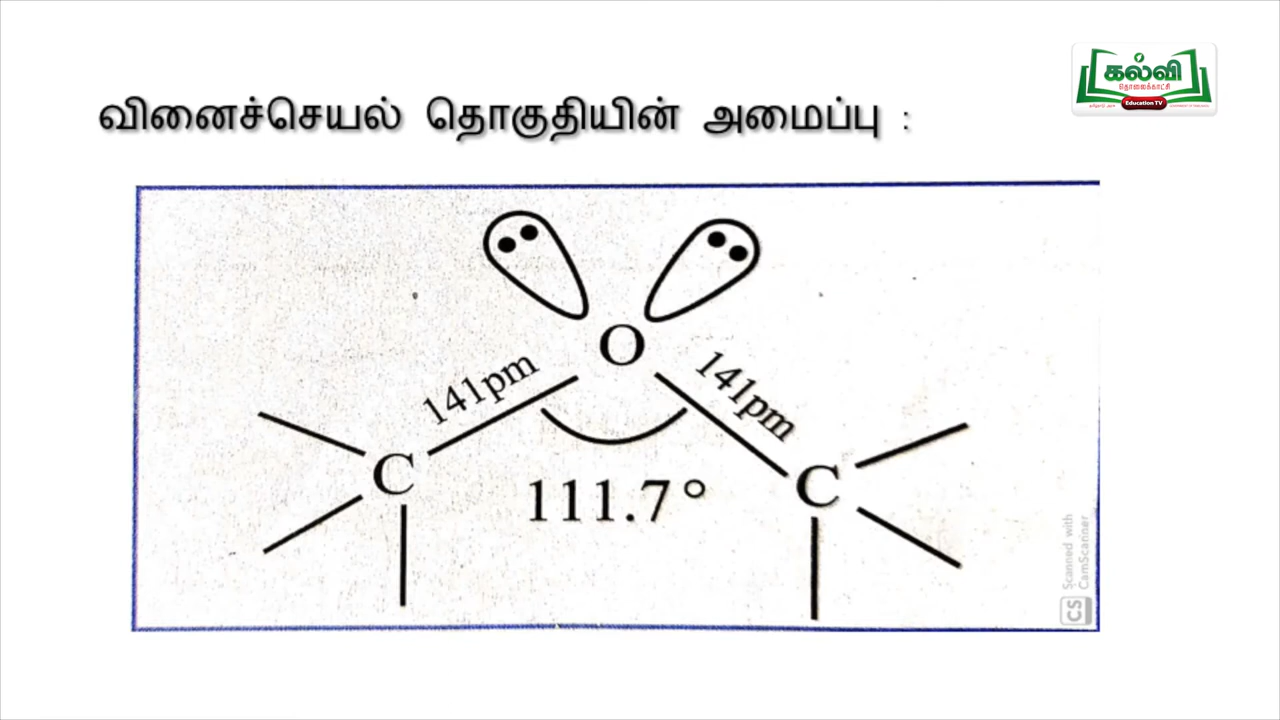 கல்வி
தொலைக்காட்சி
Education TV
வினைச்செயல் தொகுதியின் அமைப்பு :
O
141pm
141pm
C
C
111.7°
CS
Scanned with
CamScanner